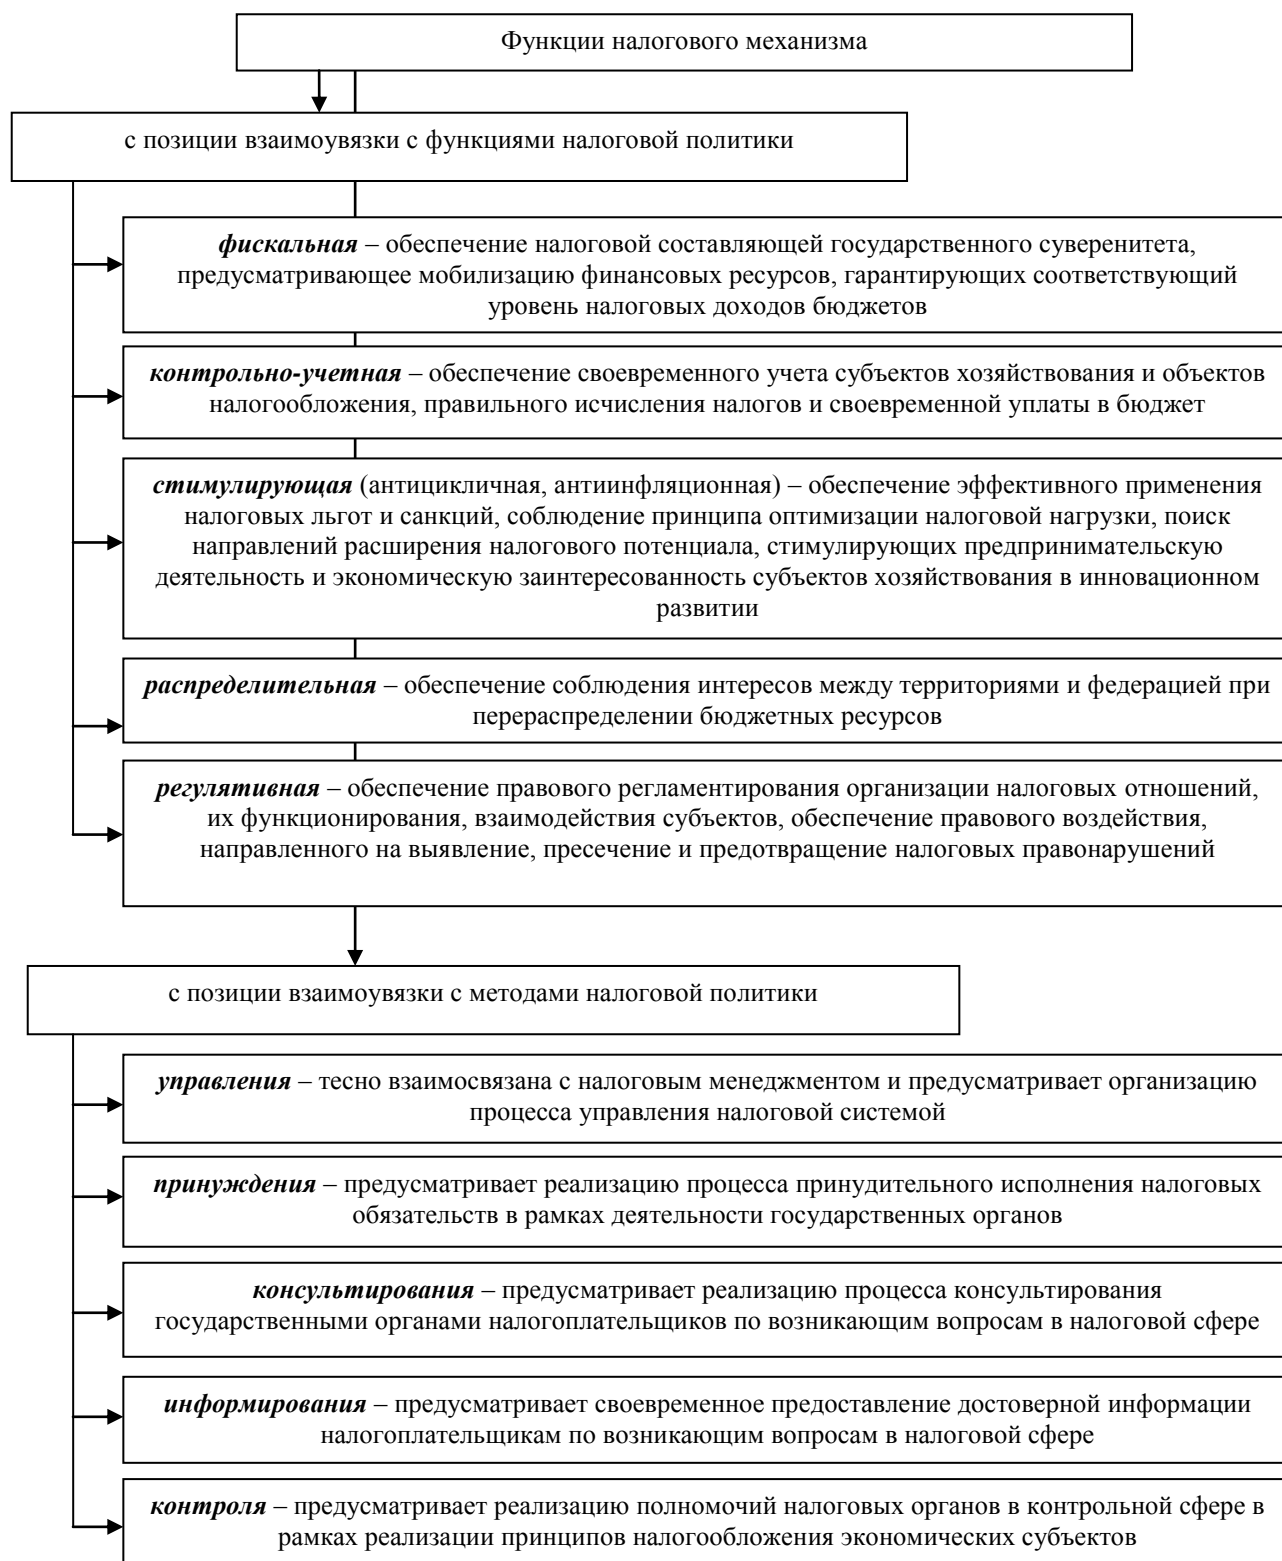 Функции налогового механизма
с позиции взаимоувязки с функциями налоговой политики
фискальная – обеспечение налоговой составляющей государственного суверенитета,
предусматривающее мобилизацию финансовых ресурсов, гарантирующих соответствующий
уровень налоговых доходов бюджетов
контрольно-учетная – обеспечение своевременного учета субъектов хозяйствования и объектов
налогообложения, правильного исчисления налогов и своевременной уплаты в бюджет
стимулирующая (антицикличная, антиинфляционная) – обеспечение эффективного применения
налоговых льгот и санкций, соблюдение принципа оптимизации налоговой нагрузки, поиск
направлений расширения налогового потенциала, стимулирующих предпринимательскую
деятельность и экономическую заинтересованность субъектов хозяйствования в инновационном
развитии
распределительная – обеспечение соблюдения интересов между территориями и федерацией при
перераспределении бюджетных ресурсов
регулятивная – обеспечение правового регламентирования организации налоговых отношений,
их функционирования, взаимодействия субъектов, обеспечение правового воздействия,
направленного на выявление, пресечение и предотвращение налоговых правонарушений
с позиции взаимоувязки с методами налоговой политики
управления – тесно взаимосвязана с налоговым менеджментом и предусматривает организацию
процесса управления налоговой системой
принуждения – предусматривает реализацию процесса принудительного исполнения налоговых
обязательств в рамках деятельности государственных органов
консультирования – предусматривает реализацию процесса консультирования
государственными органами налогоплательщиков по возникающим вопросам в налоговой сфере
информирования – предусматривает своевременное предоставление достоверной информации
налогоплательщикам по возникающим вопросам в налоговой сфере
контроля – предусматривает реализацию полномочий налоговых органов в контрольной сфере в
рамках реализации принципов налогообложения экономических субъектов